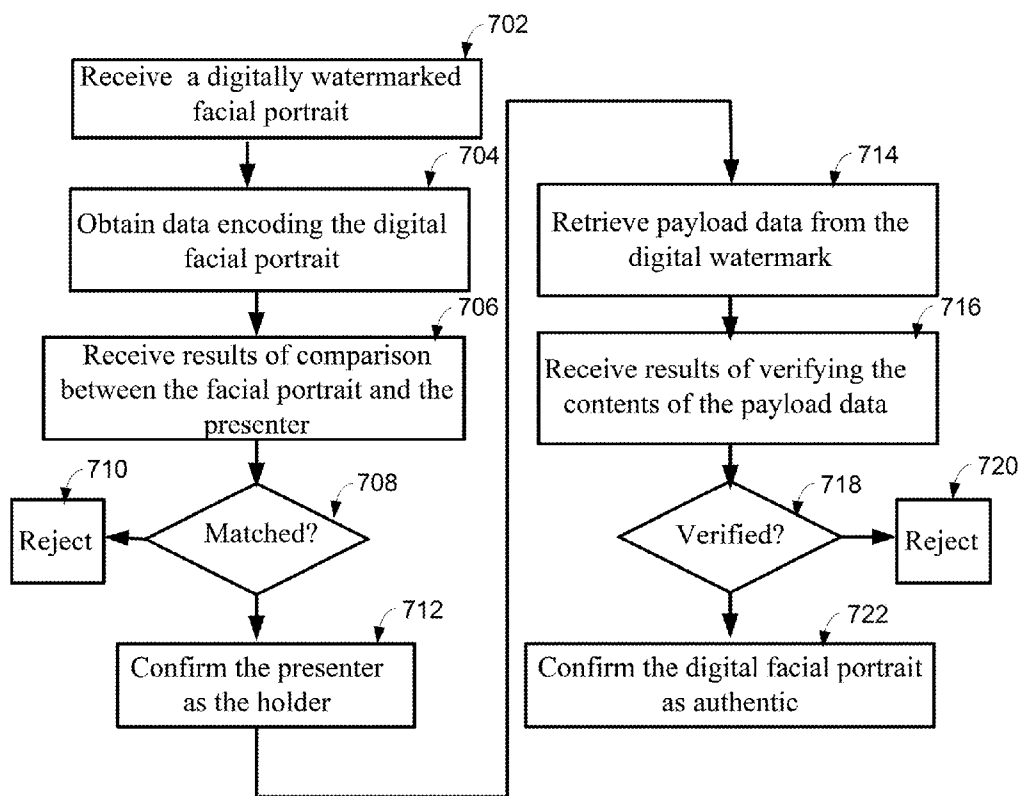 702
Receive a digitally watermarked
facial portrait
704
Obtain data encoding the digital
facial portrait
706
Receive results of comparison
between the facial portrait and the
presenter
710
Reject
708
Matched?
712
Confirm the presenter
as the holder
714
Retrieve payload data from the
digital watermark
716
Receive results of verifying the
contents of the payload data
718
Verified?
720
Reject
722
Confirm the digital facial portrait
as authentic